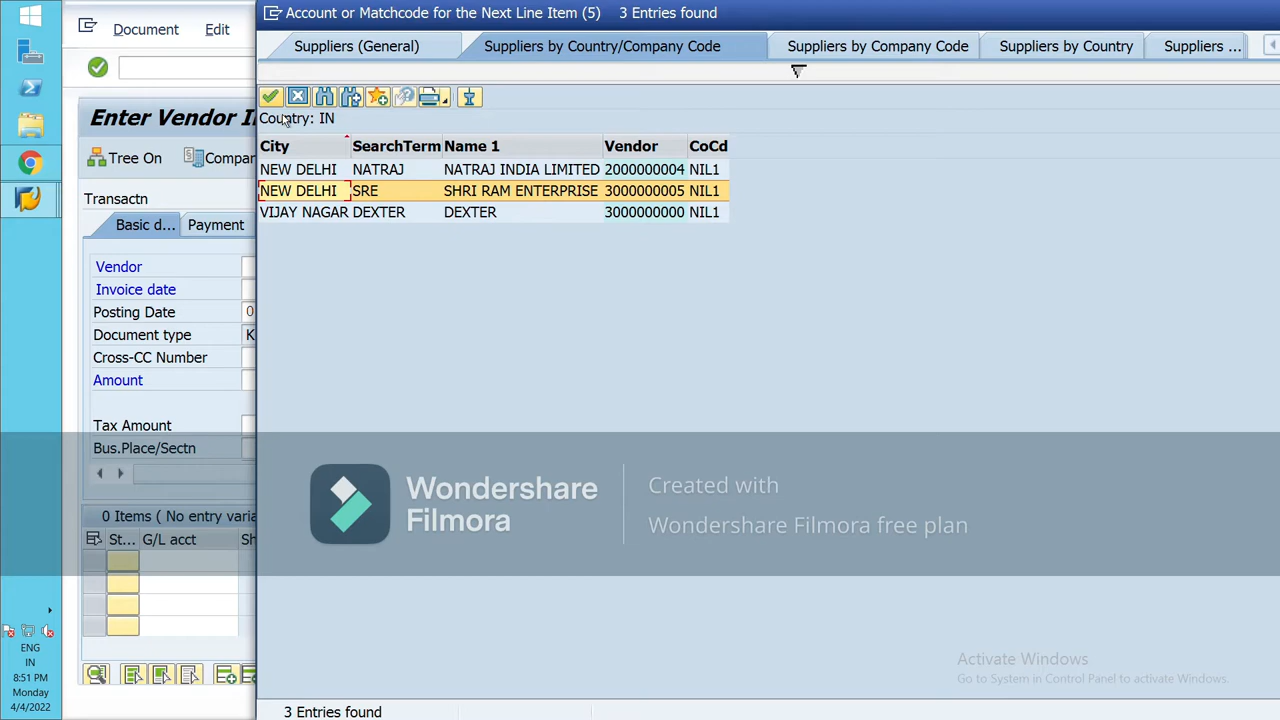 Account or Matchcode for the Next Line Item (5) 3 Entries found
Document Edit
Suppliers (General) Suppliers by Country/Company Code Suppliers by Company Code Suppliers by Country Suppliers ...
Enter Vendor
Country: IN
City SearchTerm Name 1 Vendor CoCd
NEW DELHI NATRAJ NATRAJ INDIA LIMITED 2000000004 NIL1
NEW DELHI SRE SHRI RAM ENTERPRISE 3000000005 NIL1
VIJAY NAGAR DEXTER DEXTER 3000000000 NIL1
Tree On Compar
Transactn
Basic d... Payment
Vendor
Invoice date
Posting Date 0
Document type K
Cross-CC Number
Amount
Tax Amount
Bus.Place/Sectn
0 Items ( No entry varia
St... G/L acct Sh
Wondershare
Filmora
Created with
Wondershare Filmora free plan
Activate Windows
Go to System in Control Panel to activate Windows.
ENG
IN
8:51 PM
Monday
4/4/2022
3 Entries found